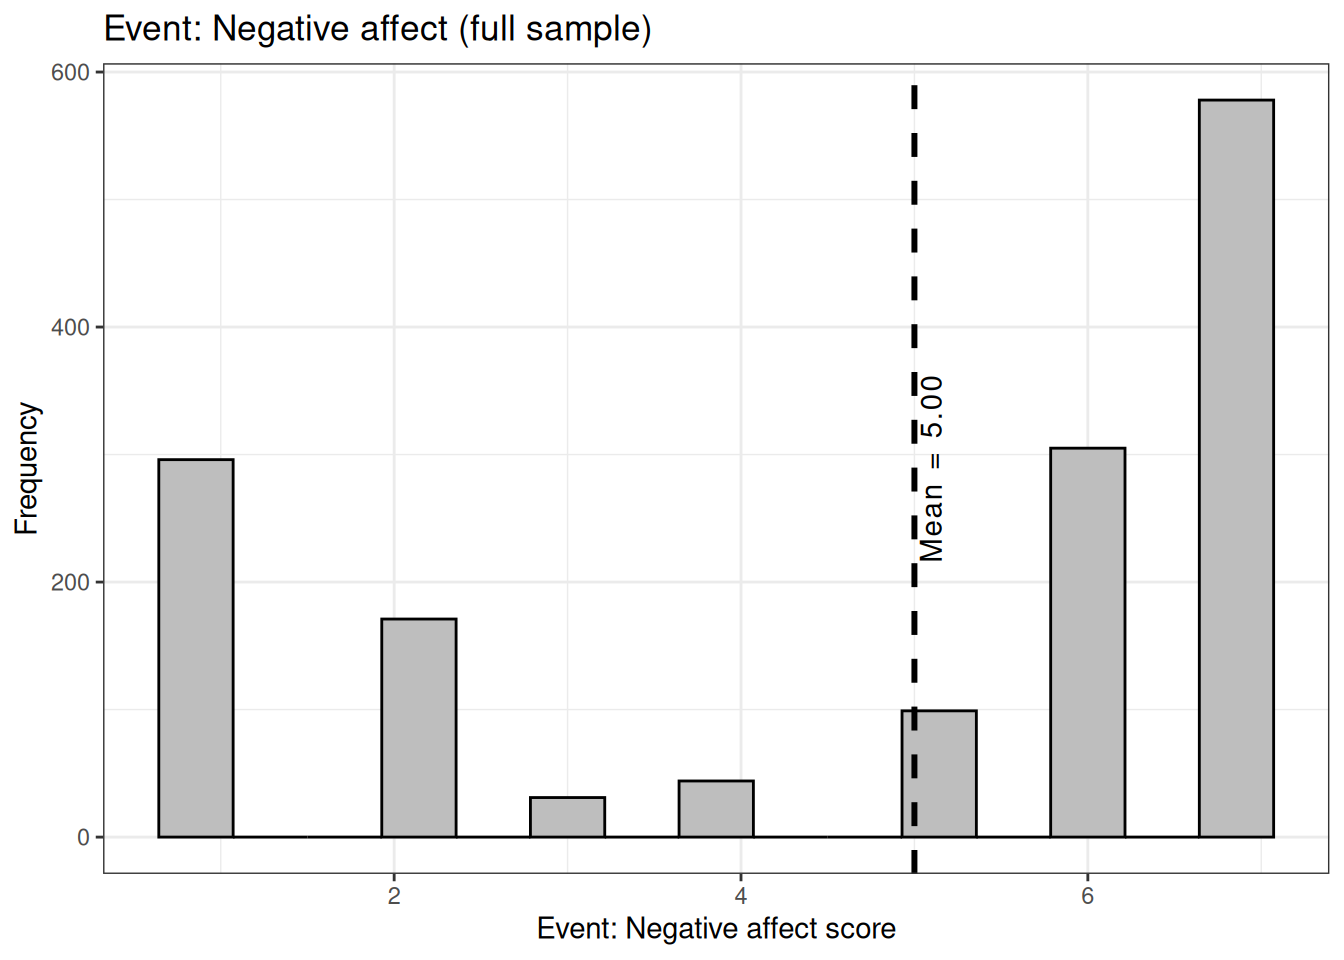 Event: Negative affect (full sample)
600
400
200
0
Frequency
Mean = 5.00
2
4
6
Event: Negative affect score